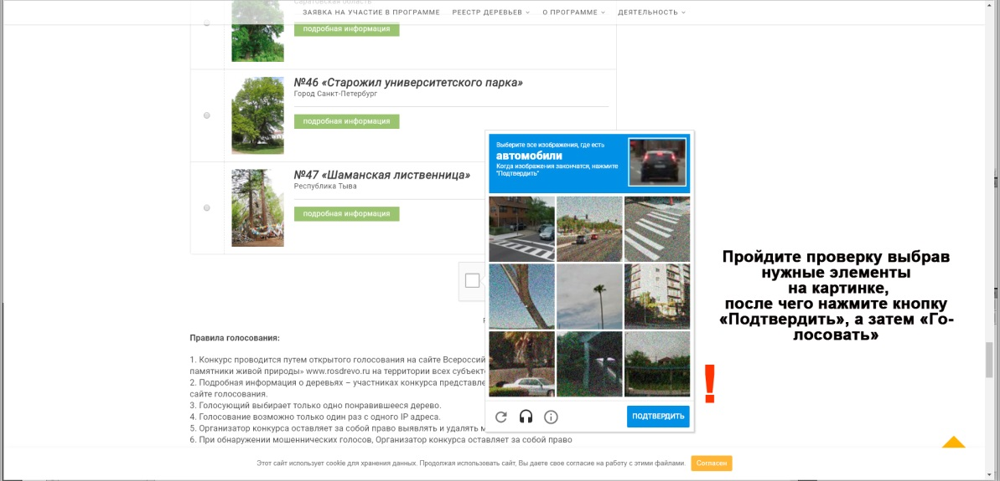 Саратовская область
ЗАЯВКА НА УЧАСТИЕ В ПРОГРАММЕ РЕЕСТР ДЕРЕВЬЕВ О ПРОГРАММЕ ДЕЯТЕЛЬНОСТЬ
подробная информация
№46 «Старожил университетского парка»
Город Санкт-Петербург
подробная информация
№47 «Шаманская лиственница»
Республика Тыва
подробная информация
Выберите все изображения, где есть
автомобили
Когда изображения закончатся, нажмите
"Подтвердить"
ПОДТВЕРДИТЬ
Пройдите проверку выбрав
нужные элементы
на картинке,
после чего нажмите кнопку
«Подтвердить», а затем «Го-
лосовать»
!
Правила голосования:
1. Конкурс проводится путем открытого голосования на сайте Всеросси
памятники живой природы» www.rosdrevo.ru на территории всех субъект
2. Подробная информация о деревьях – участниках конкурса представле
сайте голосования.
3. Голосующий выбирает только одно понравившееся дерево.
4. Голосование возможно только один раз с одного IP адреса.
5. Организатор конкурса оставляет за собой право выявлять и удалять
6. При обнаружении мошеннических голосов, Организатор конкурса оставляет за собой право
Этот сайт использует cookie для хранения данных. Продолжая использовать сайт, Вы даете свое согласие на работу с этими файлами. Согласен